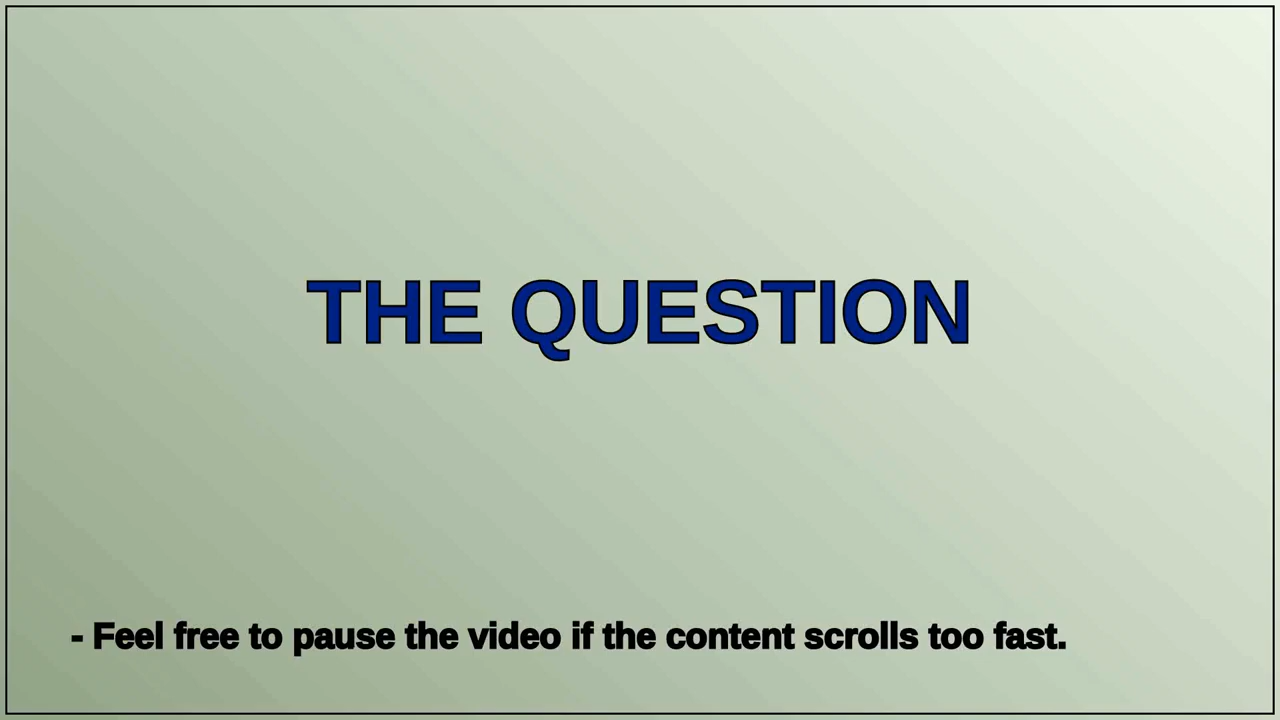 THE QUESTION
- Feel free to pause the video if the content scrolls too fast.